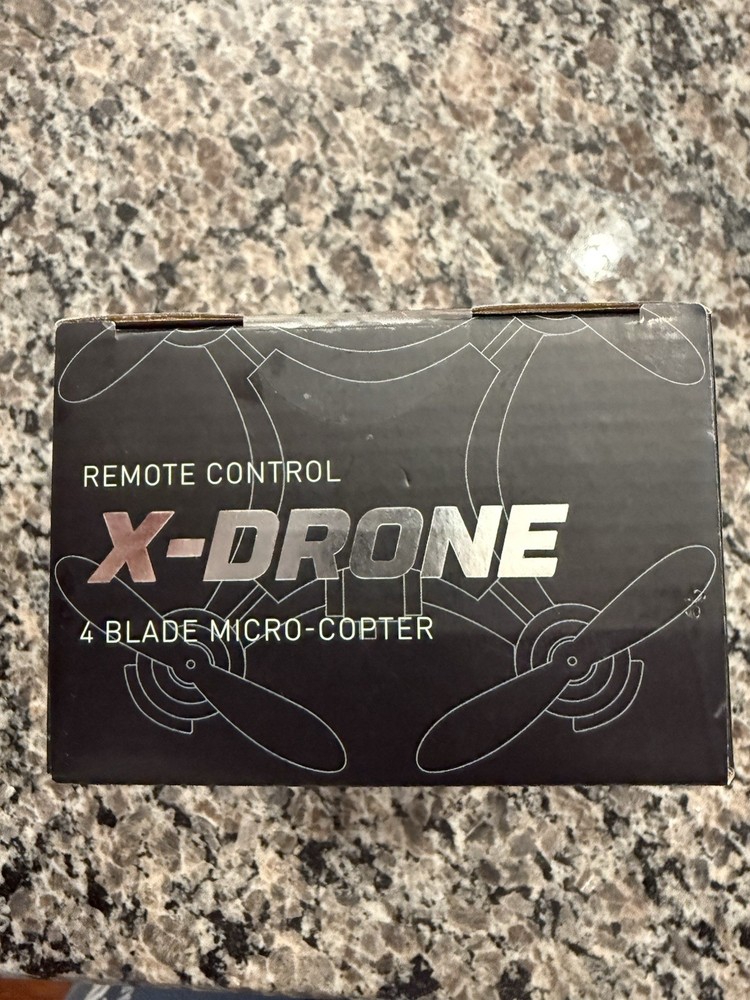 REMOTE CONTROL
X-DRONE
4 BLADE MICRO-COPTER